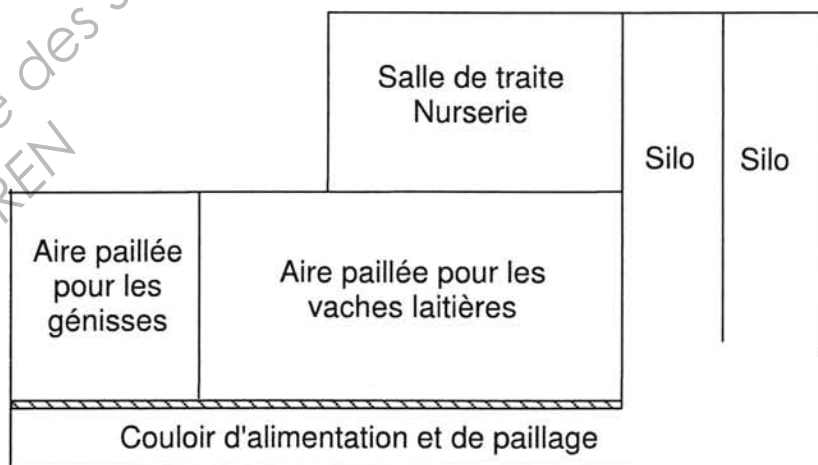 des
Salle de traite
Nurserie
Silo
Silo
Aire paillée
pour les
génisses
Aire paillée pour les
vaches laitières
Couloir d'alimentation et de paillage